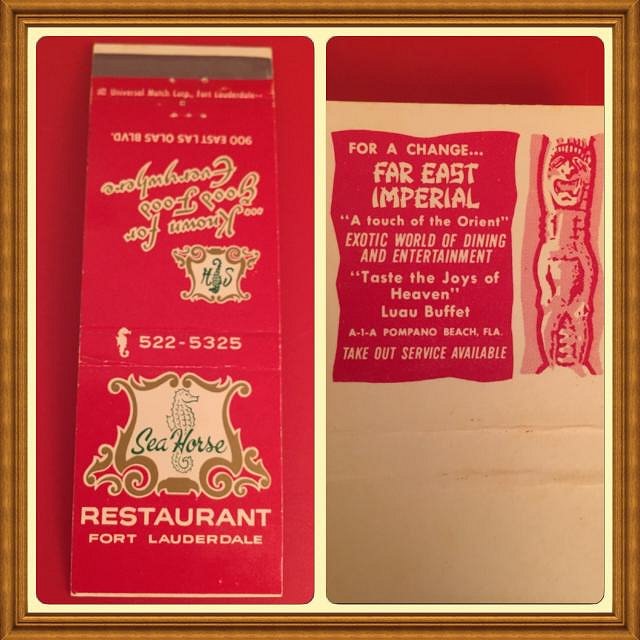 © Universal Match Corp., Fort Lauderdale
900 EAST LAS OLAS BLVD.
...Known for
Good Food
Everywhere
H S
522-5325
Sea Horse
RESTAURANT
FORT LAUDERDALE
FOR A CHANGE...
FAR EAST
IMPERIAL
"A touch of the Orient"
EXOTIC WORLD OF DINING
AND ENTERTAINMENT
"Taste the Joys of
Heaven"
Luau Buffet
A-1-A POMPANO BEACH, FLA.
TAKE OUT SERVICE AVAILABLE